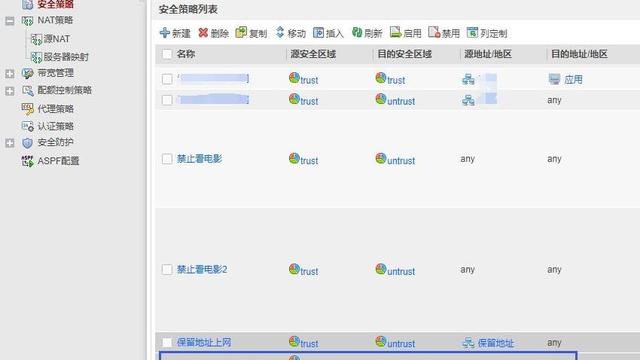 安全策略
NAT策略
源NAT
服务器映射
带宽管理
配额控制策略
代理策略
认证策略
安全防护
ASPF配置
安全策略列表
新建 删除 复制 移动 插入 刷新 启用 禁用 列定制
名称 源安全区域 目的安全区域 源地址/地区 目的地址/地区
trust trust 应用
trust untrust any
禁止看电影 trust untrust any any
禁止看电影2 trust untrust any any
保留地址上网 trust untrust 保留地址 any